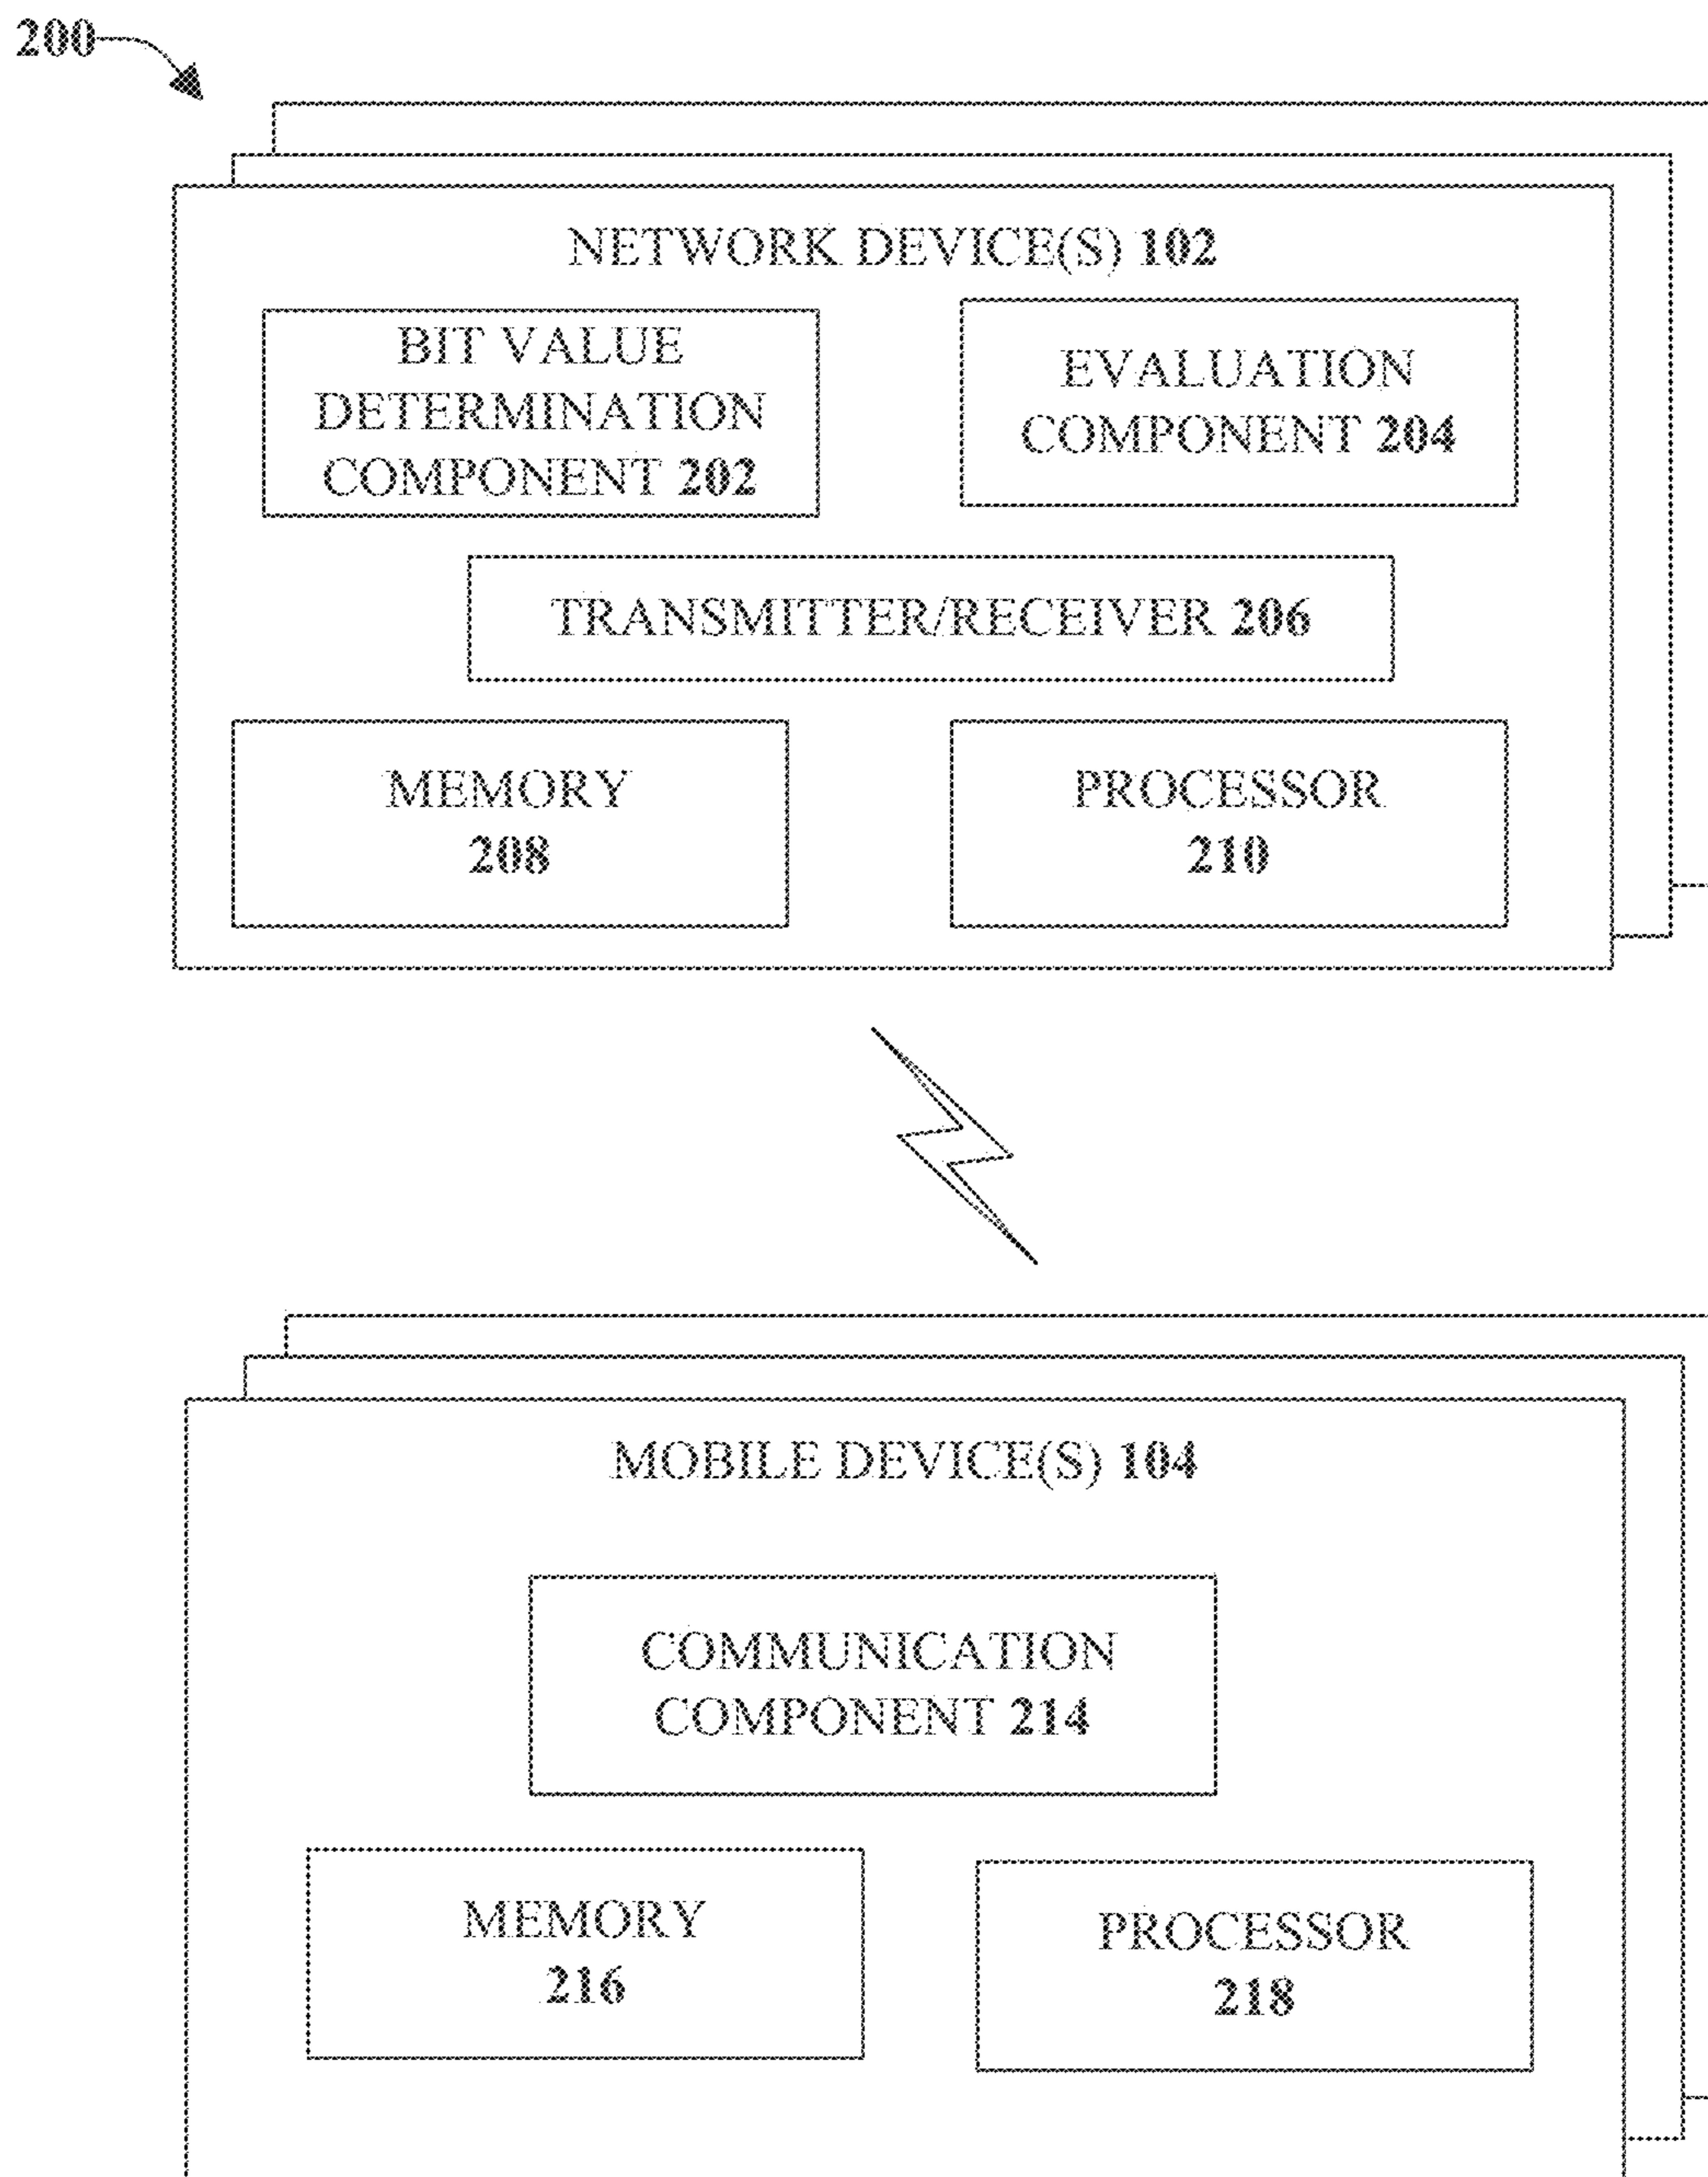 200
NETWORK DEVICE(S) 102
BIT VALUE
DETERMINATION
COMPONENT 202
EVALUATION
COMPONENT 204
TRANSMITTER/RECEIVER 206
MEMORY
208
PROCESSOR
210
MOBILE DEVICE(S) 104
COMMUNICATION
COMPONENT 214
MEMORY
216
PROCESSOR
218